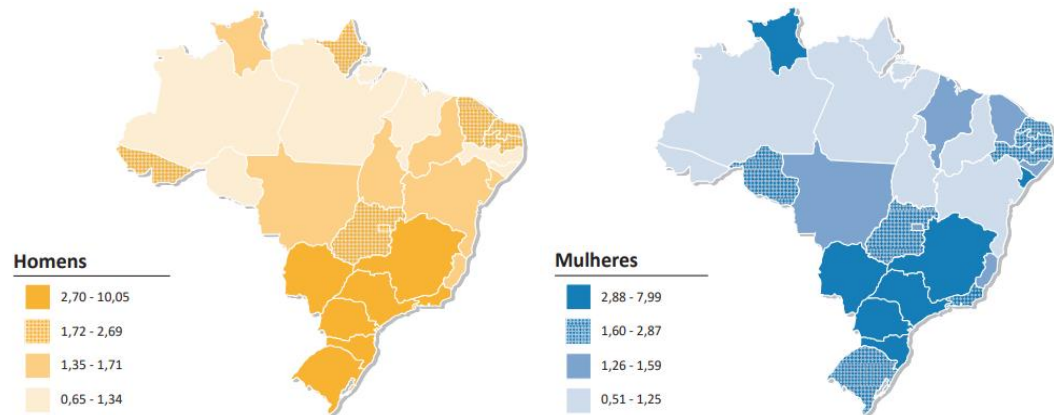 Homens
2,70 - 10,05
1,72 - 2,69
1,35 - 1,71
0,65 - 1,34
Mulheres
2,88 - 7,99
1,60 - 2,87
1,26 - 1,59
0,51 - 1,25